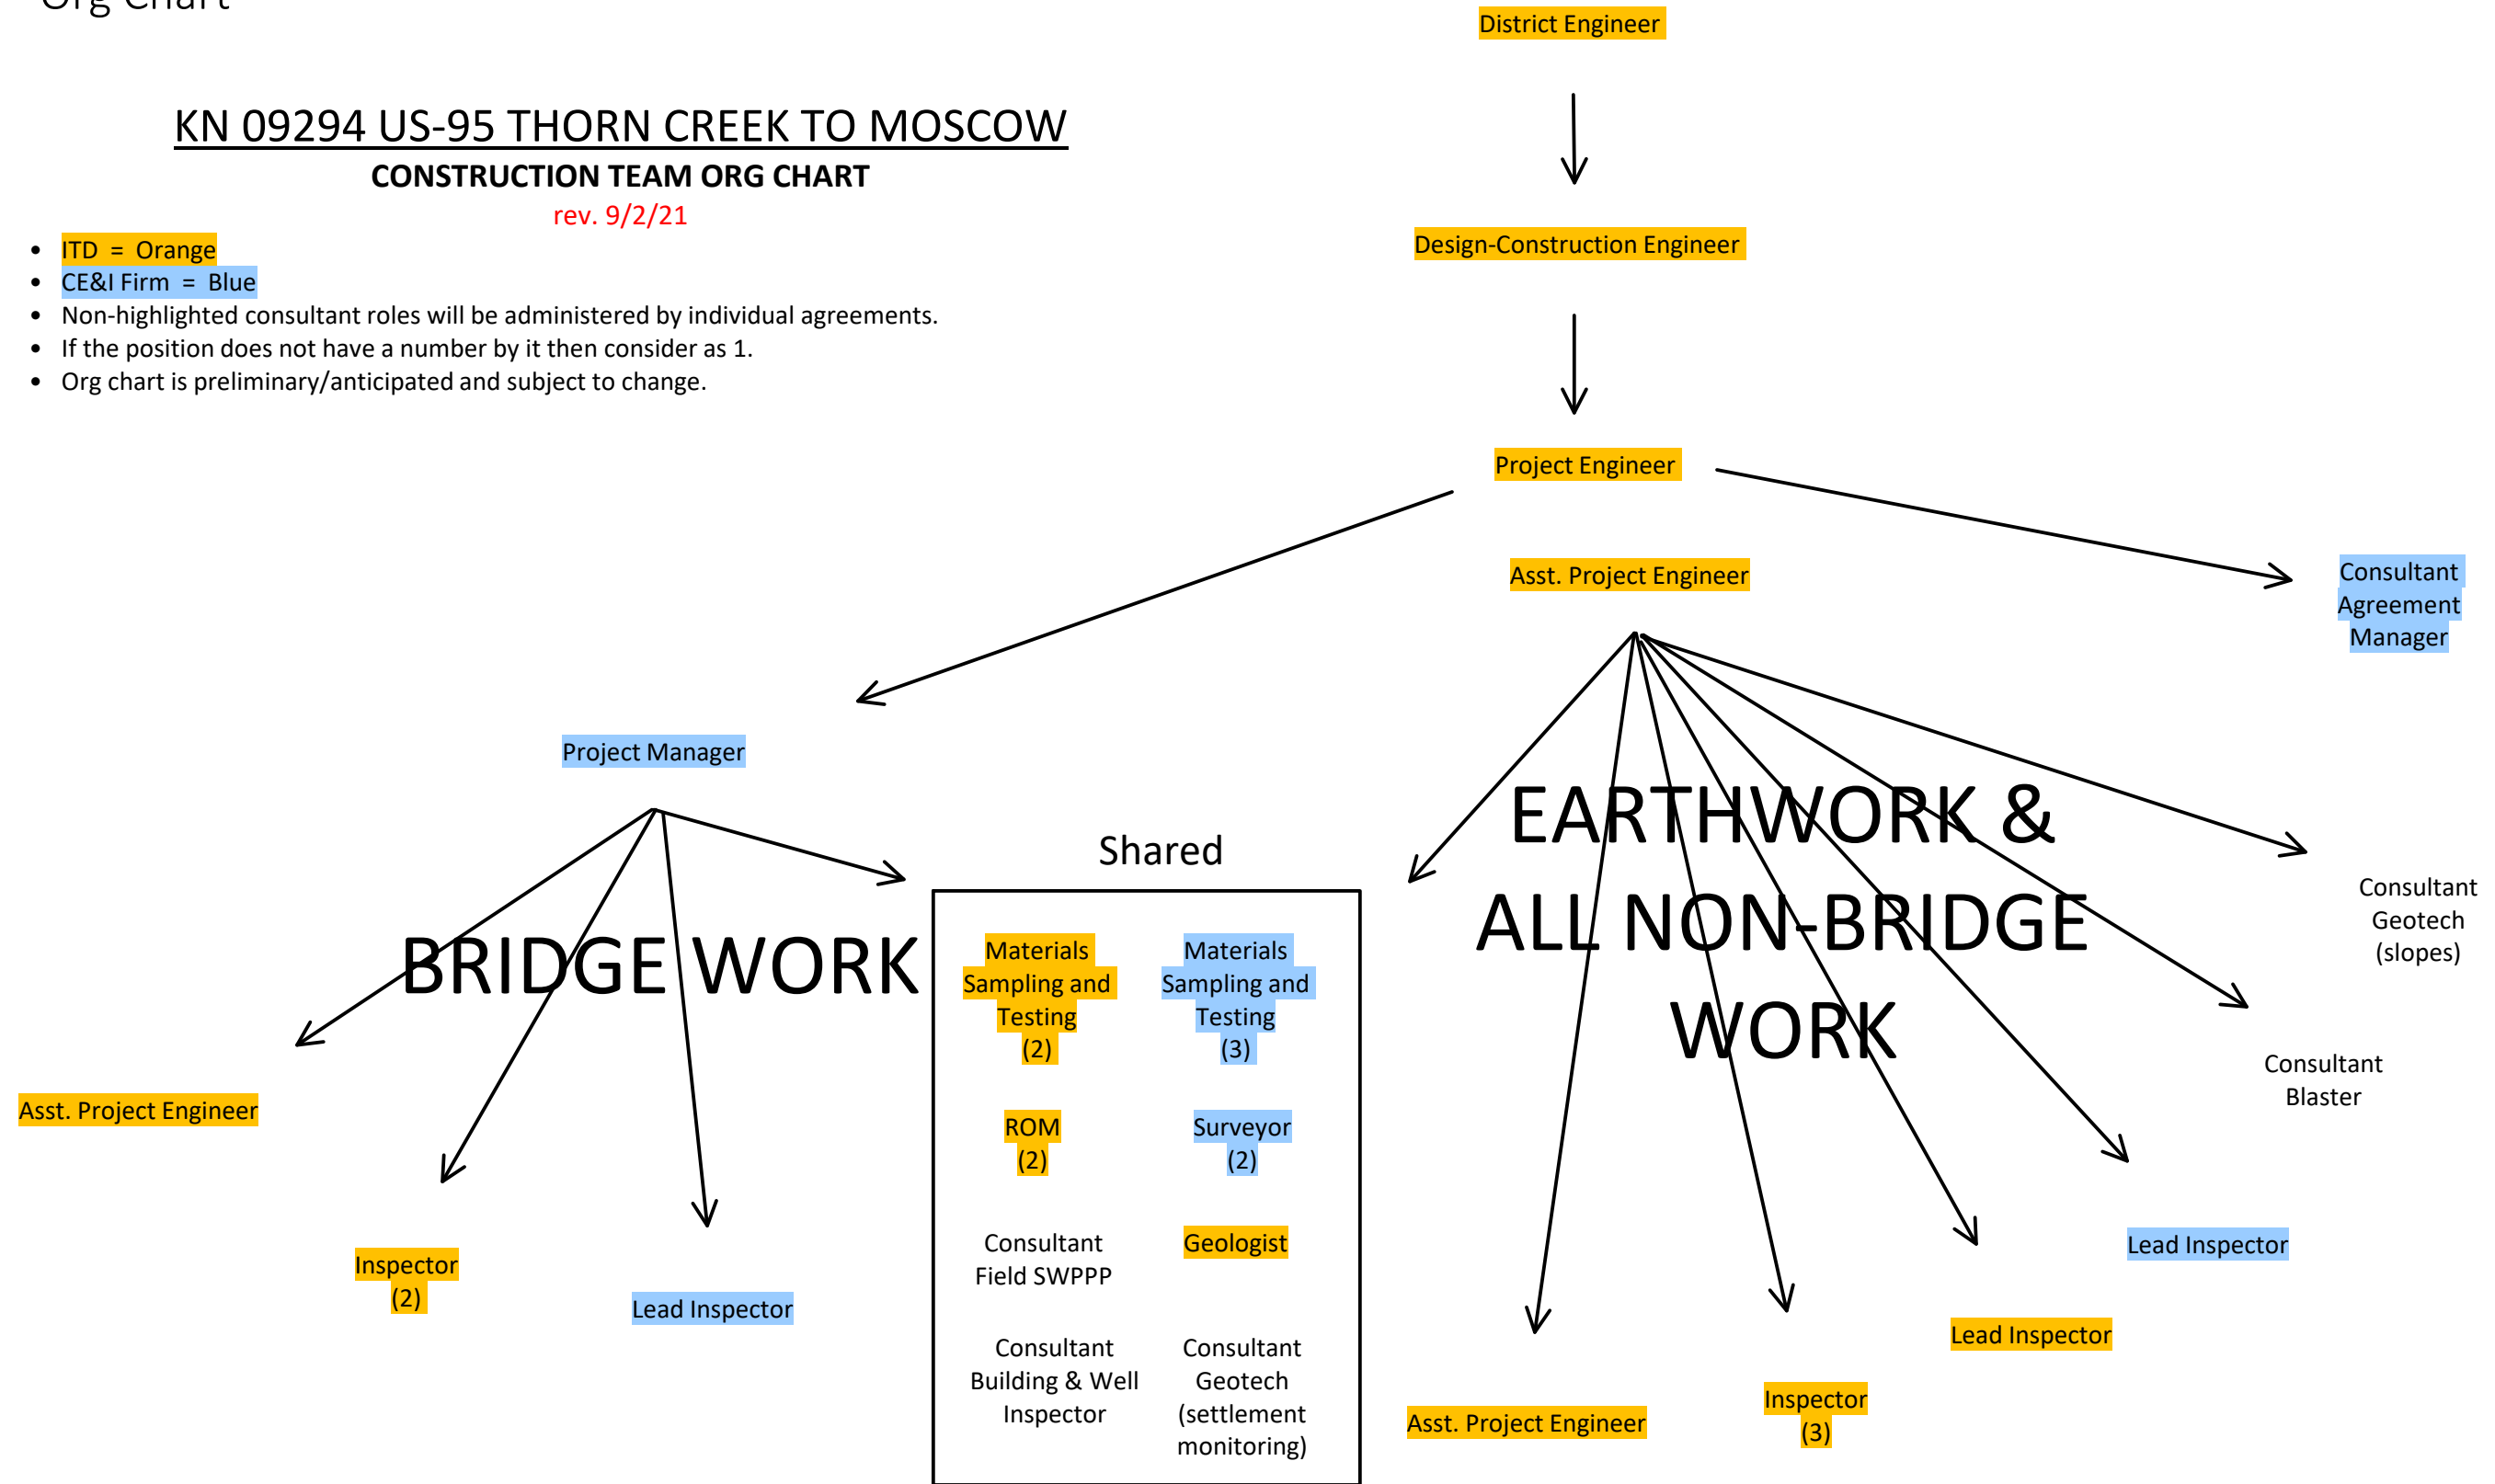 Org Chart
District Engineer
KN 09294 US-95 THORN CREEK TO MOSCOW
CONSTRUCTION TEAM ORG CHART
rev. 9/2/21
• ITD = Orange
• CE&I Firm = Blue
• Non-highlighted consultant roles will be administered by individual agreements.
• If the position does not have a number by it then consider as 1.
• Org chart is preliminary/anticipated and subject to change.
Design-Construction Engineer
Project Engineer
Asst. Project Engineer
Consultant
Agreement
Manager
Project Manager
BRIDGE WORK
Asst. Project Engineer
Inspector
(2)
Lead Inspector
Shared
Materials
Sampling and
Testing
(2)
Materials
Sampling and
Testing
(3)
ROM
(2)
Surveyor
(2)
Consultant
Field SWPPP
Geologist
Consultant
Building & Well
Inspector
Consultant
Geotech
(settlement
monitoring)
EARTHWORK &
ALL NON-BRIDGE
WORK
Consultant
Geotech
(slopes)
Consultant
Blaster
Lead Inspector
Lead Inspector
Inspector
(3)
Asst. Project Engineer